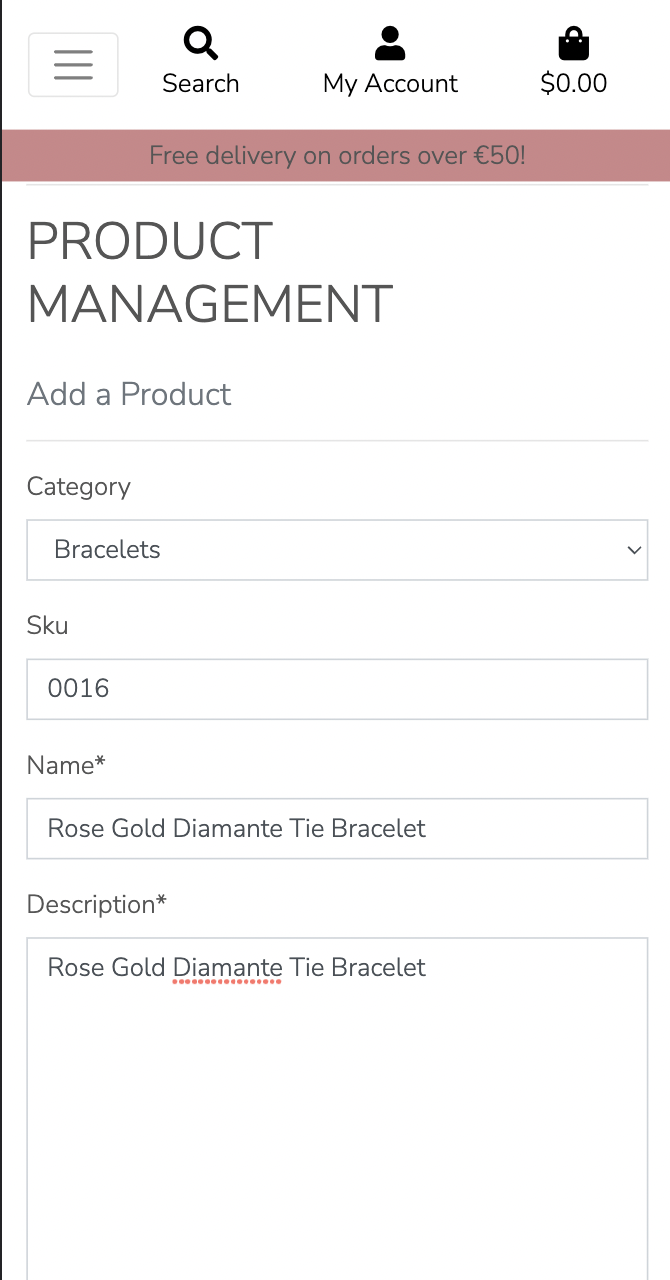 Search
My Account
$0.00
Free delivery on orders over €50!
PRODUCT
MANAGEMENT
Add a Product
Category
Bracelets
Sku
0016
Name*
Rose Gold Diamante Tie Bracelet
Description*
Rose Gold Diamante Tie Bracelet